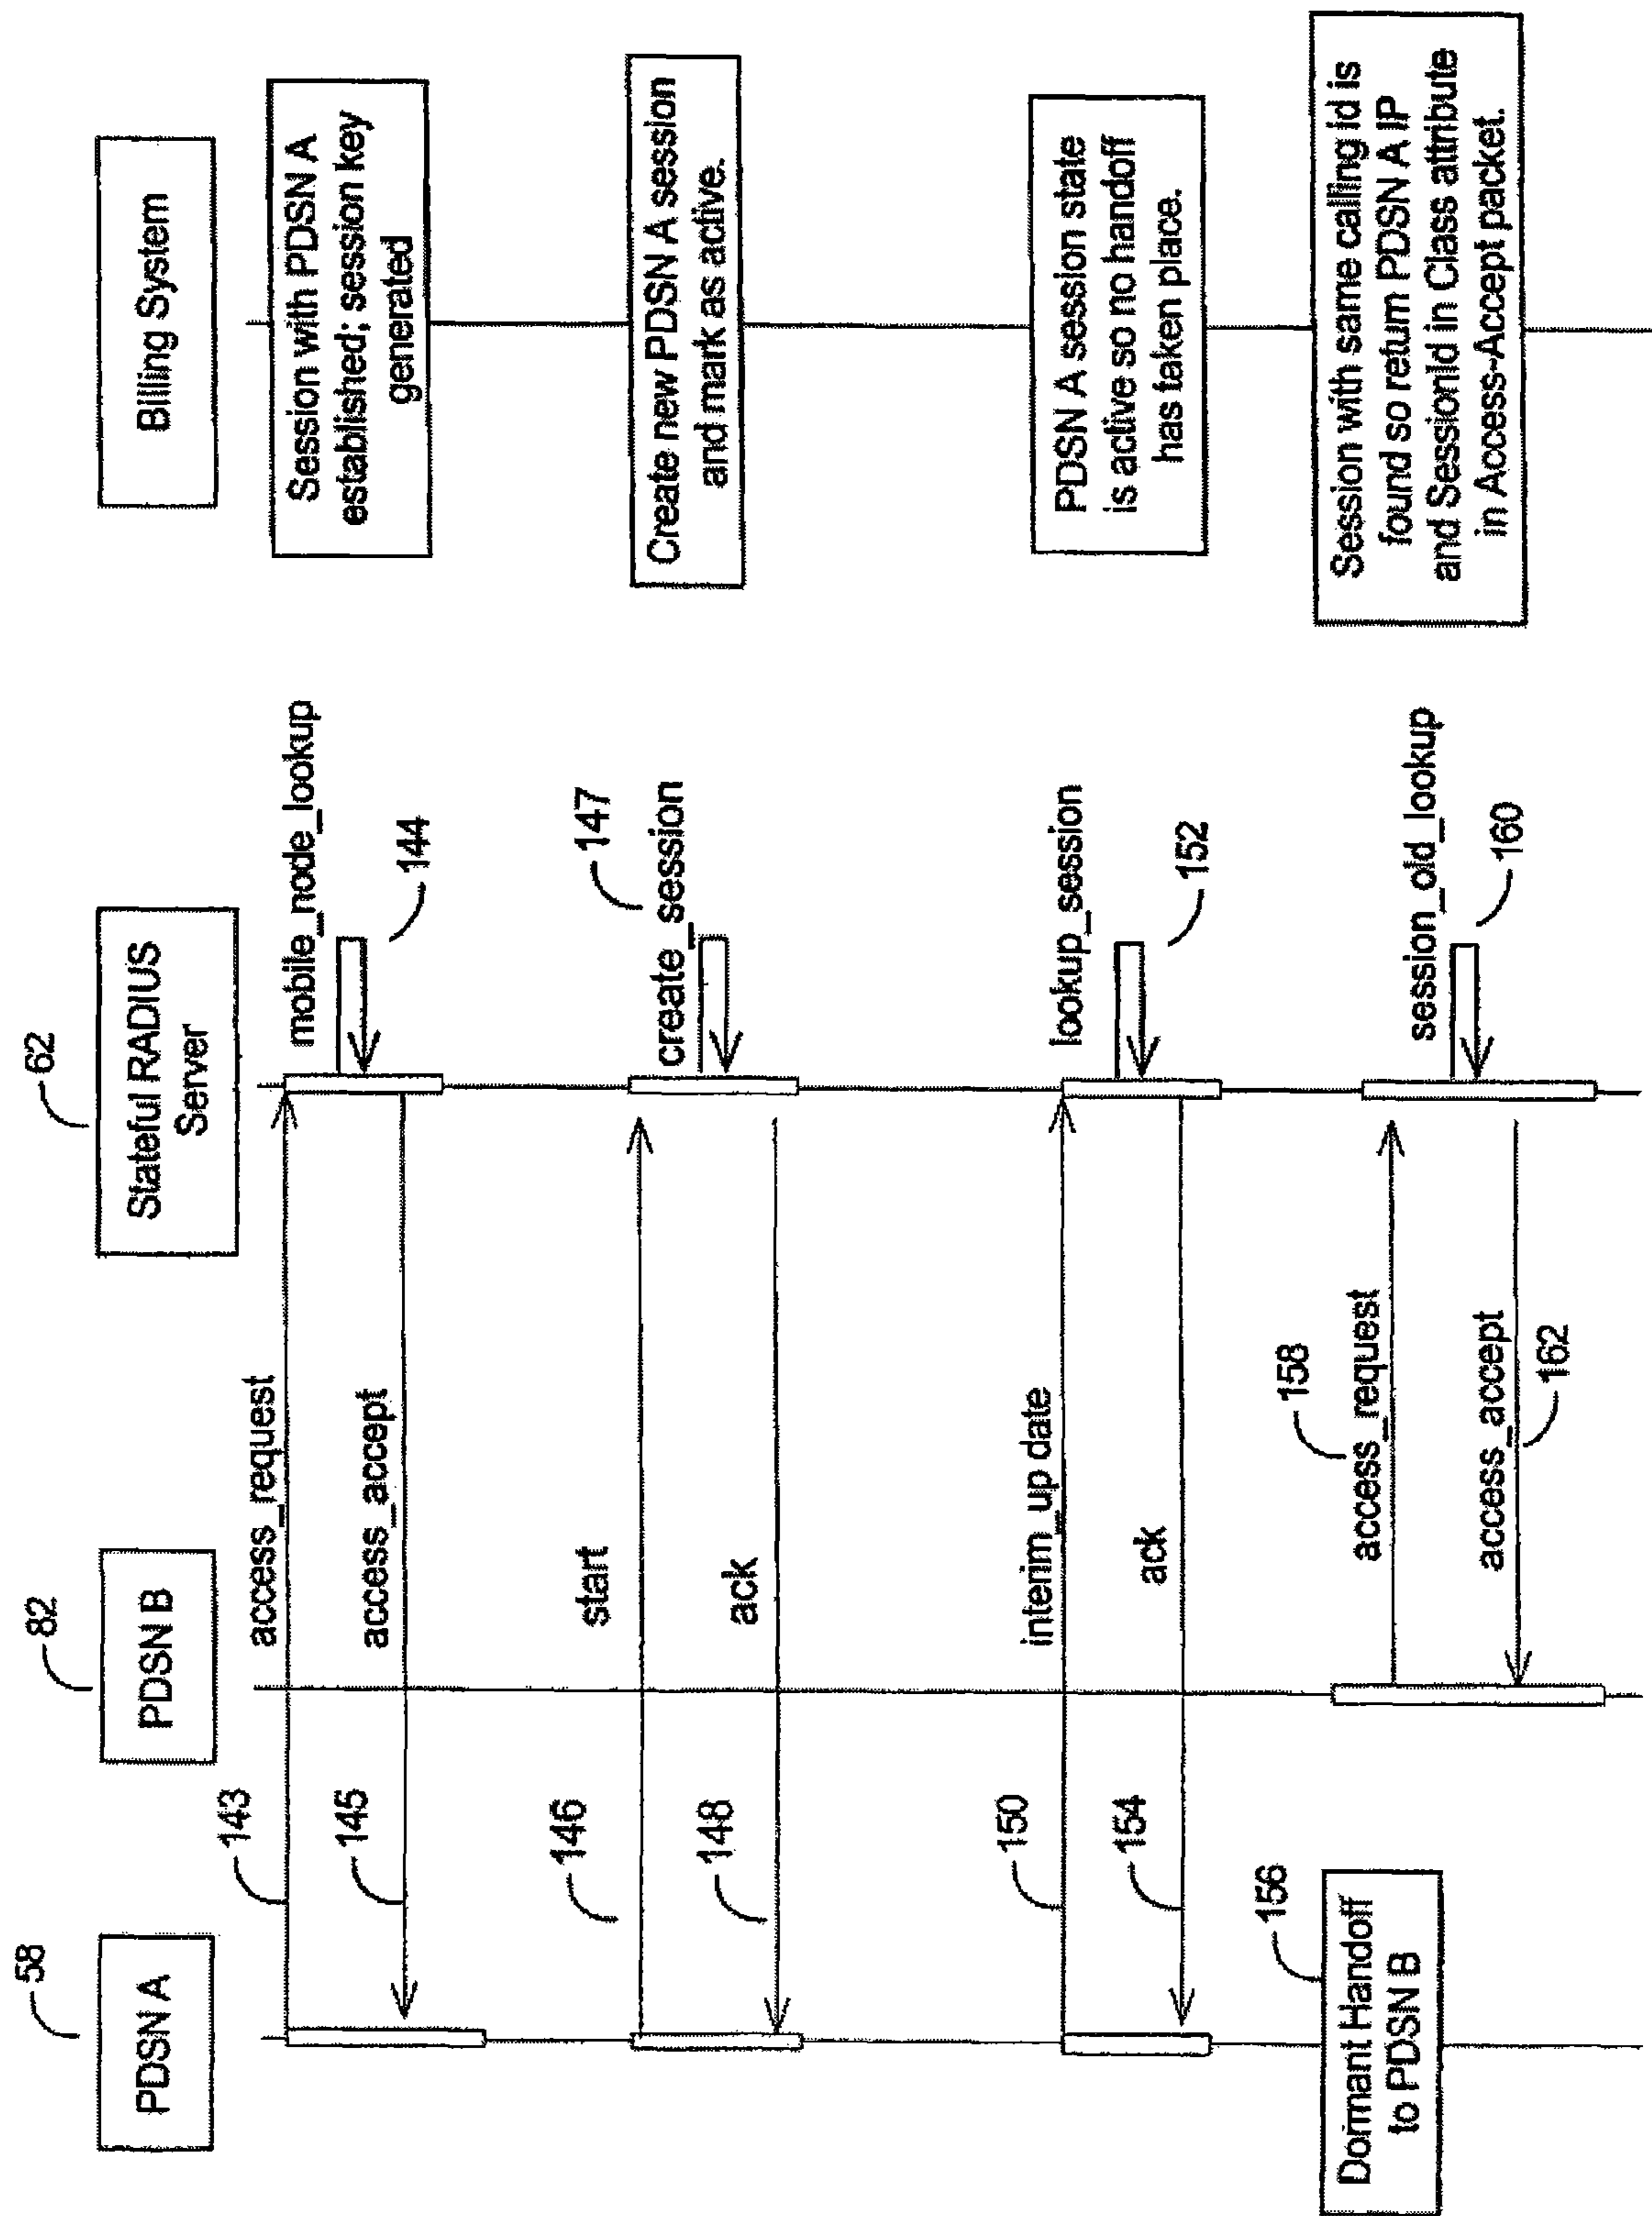 58
PDSN A
82
PDSN B
62
Stateful RADIUS
Server
Billing System
143
access_request
mobile_node_lookup
144
Session with PDSN A
established; session key
generated
145
access_accept
146
start
147
create_session
Create new PDSN A session
and mark as active.
148
ack
150
interim_up date
lookup_session
152
PDSN A session state
is active so no handoff
has taken place.
154
ack
156
Dormant Handoff
to PDSN B
158
access_request
session_old_lookup
160
Session with same calling id is
found so return PDSN A IP
and SessionId in Class attribute
in Access-Accept packet.
access_accept
162